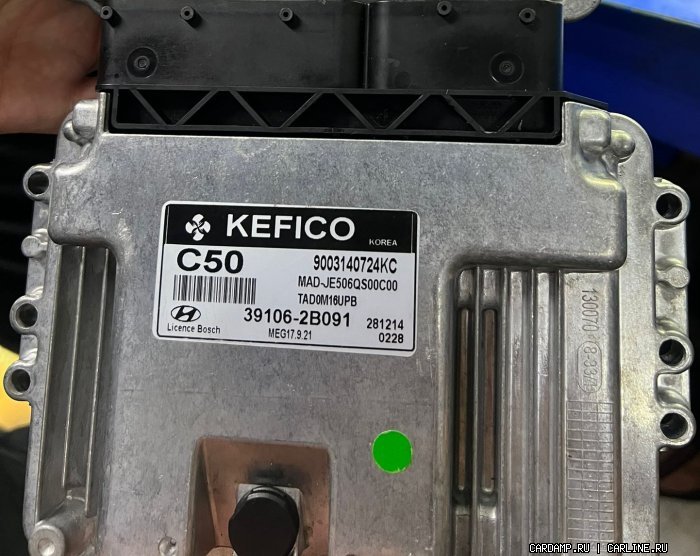 KEFICO
KOREA
C50
9003140724KC
MAD-JE506QS00C00
TAD0M16UPB
39106-2B091
281214
Licence Bosch
MEG17.9.21
0228
CARDAMP.RU | CARLINE.RU